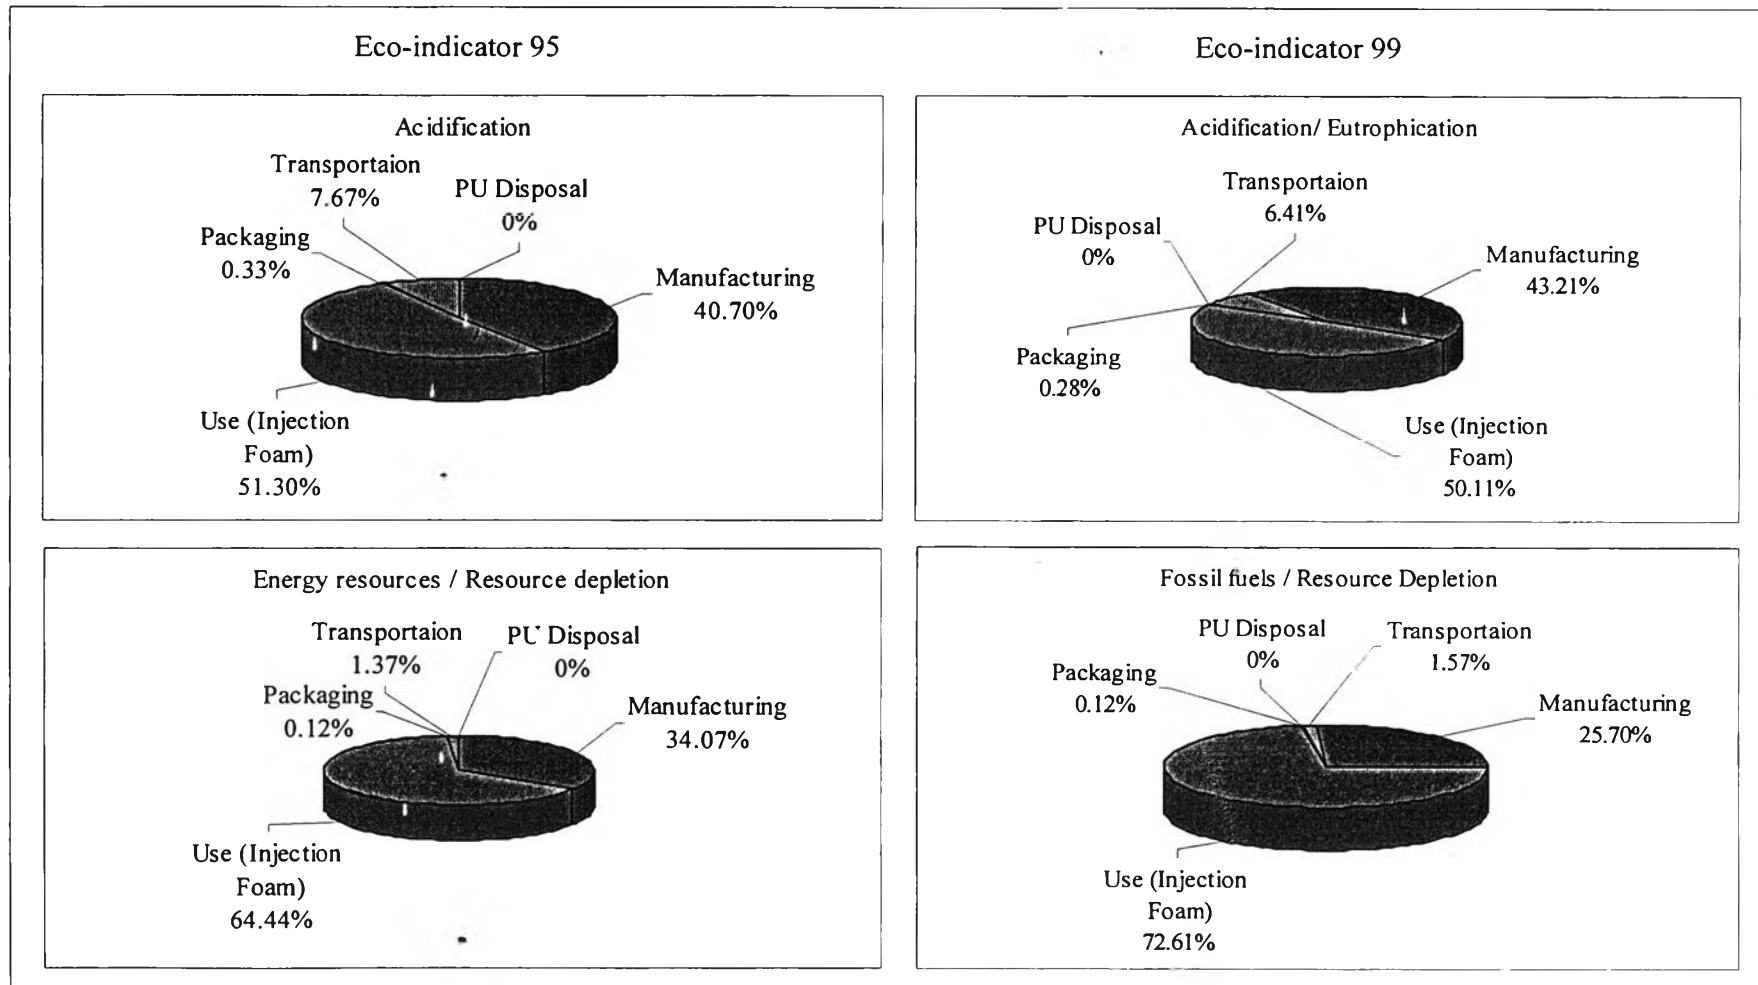 Eco-indicator 95
Eco-indicator 99
Acidification
Transportaion
7.67%
PU Disposal
0%
Packaging
0.33%
Manufacturing
40.70%
Use (Injection
Foam)
51.30%
Acidification/ Eutrophication
Transportaion
6.41%
PU Disposal
0%
Manufacturing
43.21%
Packaging
0.28%
Use (Injection
Foam)
50.11%
Energy resources / Resource depletion
Transportaion
1.37%
PU Disposal
0%
Packaging
0.12%
Manufacturing
34.07%
Use (Injection
Foam)
64.44%
Fossil fuels / Resource Depletion
PU Disposal
0%
Transportaion
1.57%
Packaging
0.12%
Manufacturing
25.70%
Use (Injection
Foam)
72.61%